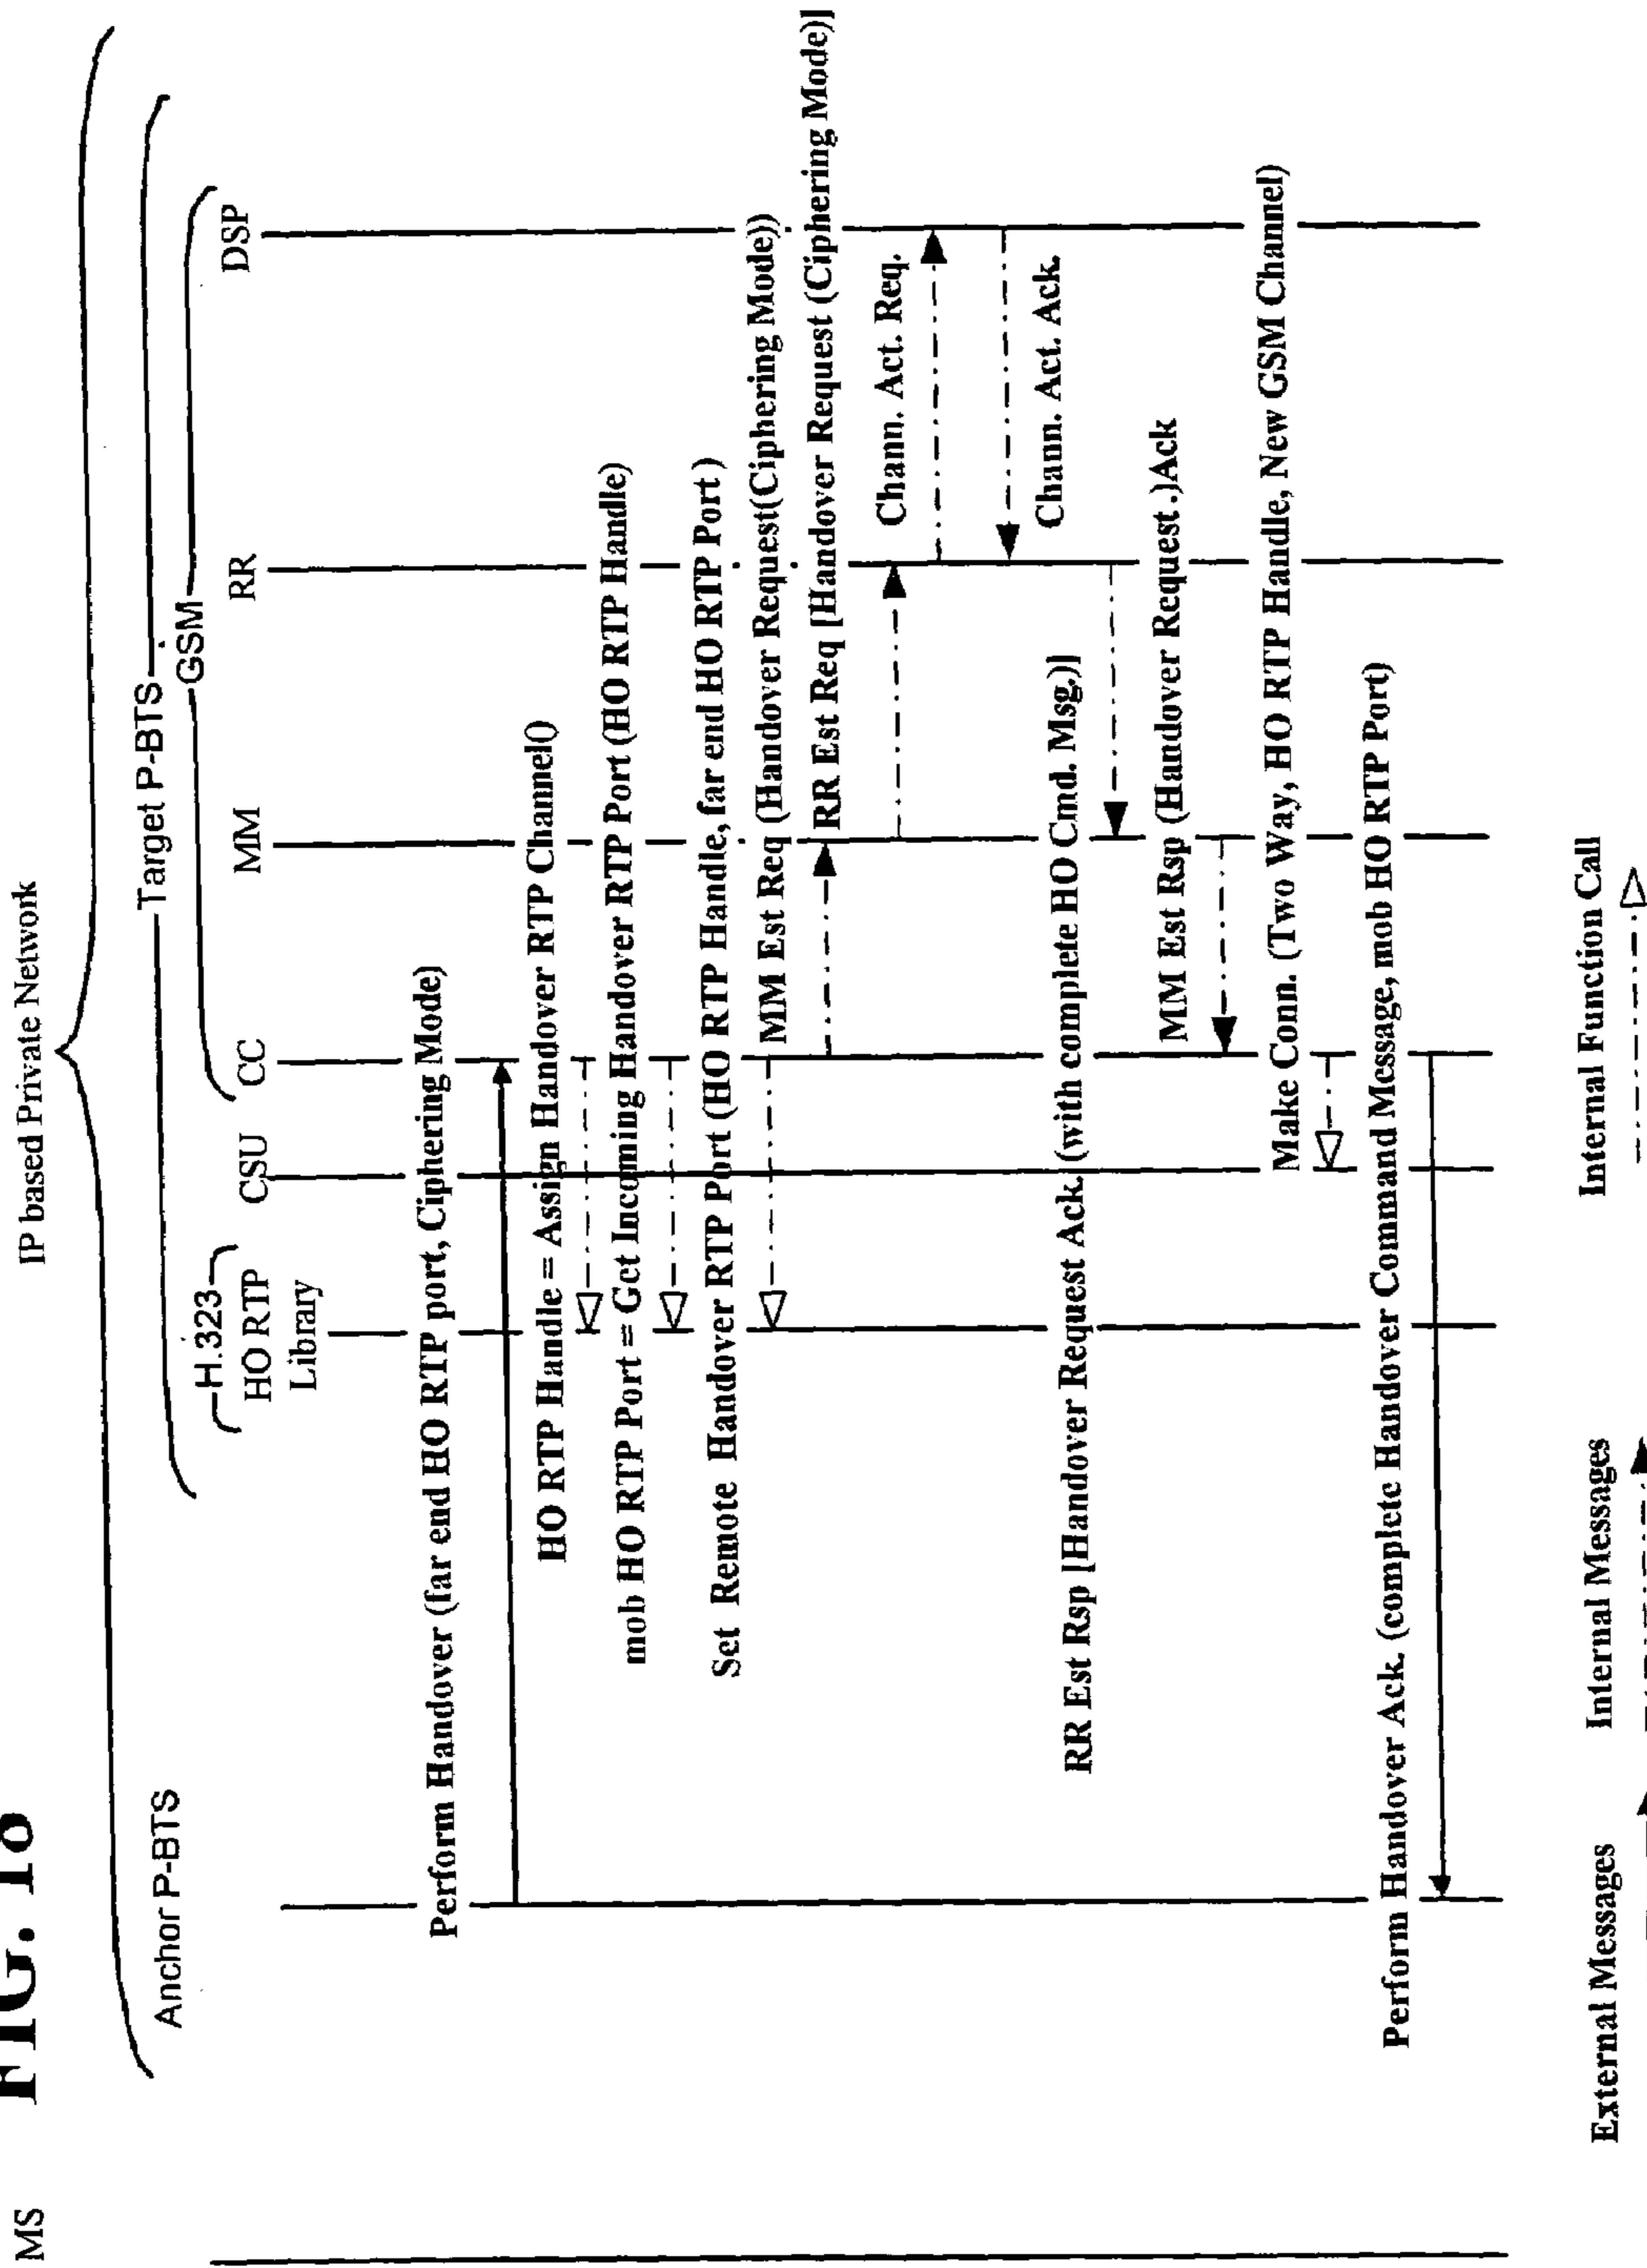 MS FIG. 18
IP based Private Network
Anchor P-BTS
Target P-BTS
H.323
GSM
HO RTP
Library
CSU
CC
MM
RR
DSP
Perform Handover (far end HO RTP port, Ciphering Mode)
HO RTP Handle = Assign Handover RTP Channel()
mob HO RTP Port = Get Incoming Handover RTP Port (HO RTP Handle)
Set Remote Handover RTP Port (HO RTP Handle, far end HO RTP Port)
MM Est Req (Handover Request(Ciphering Mode))
RR Est Req [Handover Request (Ciphering Mode)]
Chann. Act. Req.
Chann. Act. Ack.
RR Est Rsp [Handover Request Ack. (with complete HO Cmd. Msg.)]
MM Est Rsp (Handover Request .)Ack
Make Conn. (Two Way, HO RTP Handle, New GSM Channel)
Perform Handover Ack. (complete Handover Command Message, mob HO RTP Port)
External Messages
Internal Messages
Internal Function Call